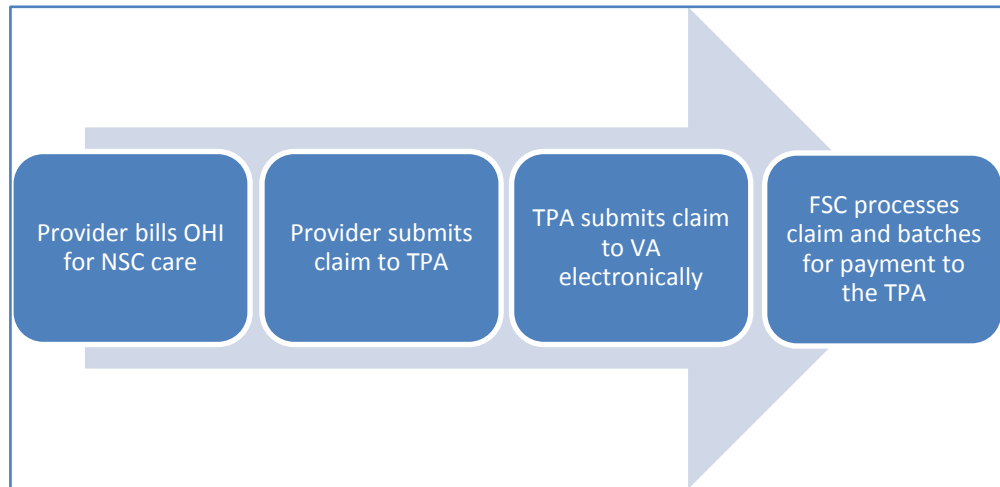 Provider bills OHI
for NSC care
Provider submits
claim to TPA
TPA submits claim
to VA
electronically
FSC processes
claim and batches
for payment to
the TPA